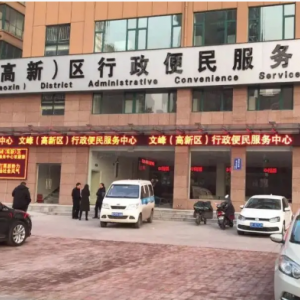 高新）区行政便民服务
oxin) District Administrative Convenience Service
中心 文峰（高新区）行政便民服务中心 文峰（高新区）行政便民服务中心